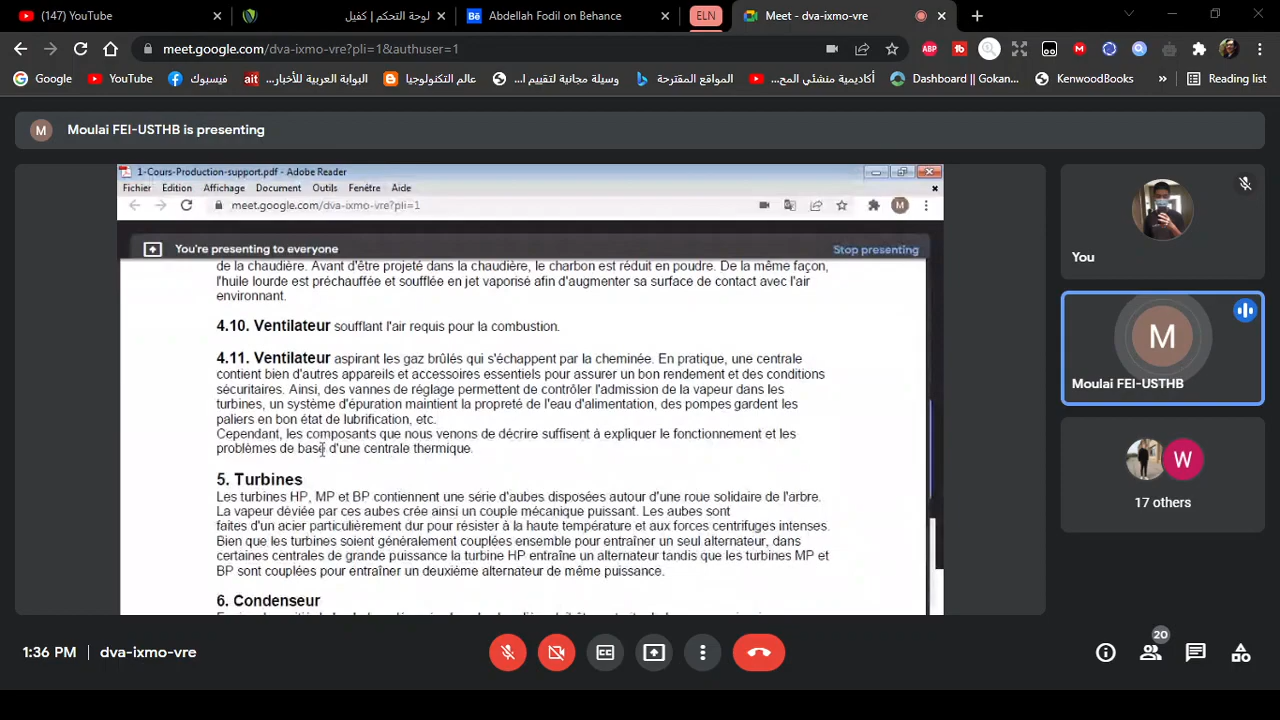 (147) YouTube
لوحة التحكم | كفيل
Bē Abdellah Fodil on Behance
ELN
Meet - dva-ixmo-vre
meet.google.com/dva-ixmo-vre?pli=1&authuser=1
ABP
Google
YouTube
فيسبوك
ait البوابة العربية للأخبار...
عالم التكنولوجيا
وسيلة مجانية لتقييم ا...
المواقع المقترحة
أكاديمية منشئي المح...
Dashboard || Gokan...
KenwoodBooks
»
Reading list
M Moulai FEI-USTHB is presenting
1-Cours-Production-support.pdf - Adobe Reader
Fichier Edition Affichage Document Outils Fenêtre Aide
meet.google.com/dva-ixmo-vre?pli=1
M
You're presenting to everyone
Stop presenting
de la chaudière. Avant d'être projeté dans la chaudière, le charbon est réduit en poudre. De la même façon,
l'huile lourde est préchauffée et soufflée en jet vaporisé afin d'augmenter sa surface de contact avec l'air
environnant.
4.10. Ventilateur soufflant l'air requis pour la combustion.
4.11. Ventilateur aspirant les gaz brûlés qui s'échappent par la cheminée. En pratique, une centrale
contient bien d'autres appareils et accessoires essentiels pour assurer un bon rendement et des conditions
sécuritaires. Ainsi, des vannes de réglage permettent de contrôler l'admission de la vapeur dans les
turbines, un système d'épuration maintient la propreté de l'eau d'alimentation, des pompes gardent les
paliers en bon état de lubrification, etc.
Cependant, les composants que nous venons de décrire suffisent à expliquer le fonctionnement et les
problèmes de base d'une centrale thermique.
5. Turbines
Les turbines HP, MP et BP contiennent une série d'aubes disposées autour d'une roue solidaire de l'arbre.
La vapeur déviée par ces aubes crée ainsi un couple mécanique puissant. Les aubes sont
faites d'un acier particulièrement dur pour résister à la haute température et aux forces centrifuges intenses.
Bien que les turbines soient généralement couplées ensemble pour entraîner un seul alternateur, dans
certaines centrales de grande puissance la turbine HP entraîne un alternateur tandis que les turbines MP et
BP sont couplées pour entraîner un deuxième alternateur de même puissance.
6. Condenseur
You
M
Moulai FEI-USTHB
W
17 others
1:36 PM | dva-ixmo-vre
CC
20